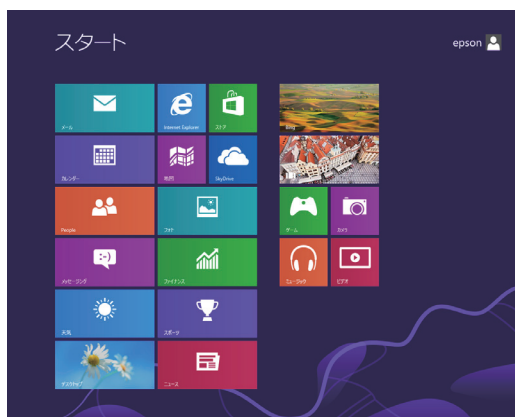 スタート
epson
メール
Internet Explorer
ストア
Bing
カレンダー
地図
SkyDrive
People
フォト
ゲーム
カメラ
メッセージング
ファイナンス
ミュージック
ビデオ
天気
スポーツ
デスクトップ
ニュース